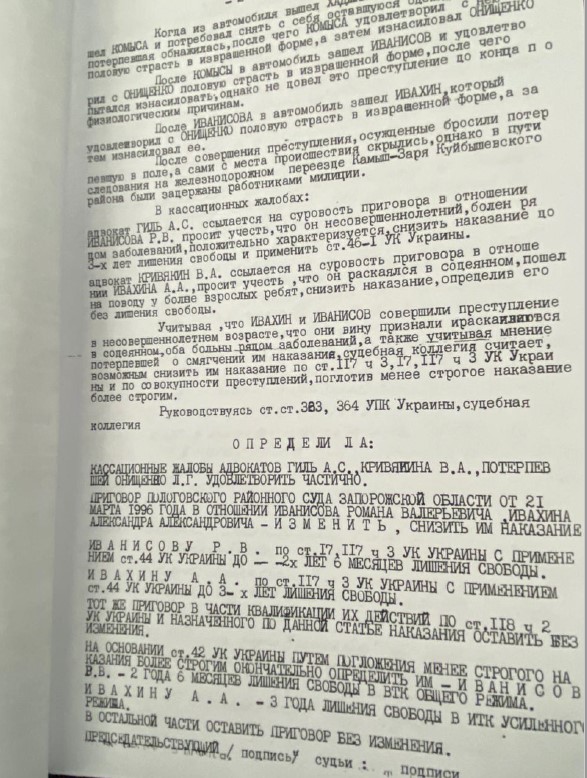 Когда из автомобиля вышел
шел КОМЫСА и потребовал снять с себя оставшуюся
потерпевшая обнажилась,после чего КОМЫСА удовлетворил с
половую страсть в извращенной форме,а затем изнасиловал ОНИЩЕНКО
После КОМЫСЫ в автомобиль зашел ИВАНИСОВ и удовлетво
рил с ОНИЩЕНКО половую страсть в извращенной форме,после чего
пытался изнасиловать,однако не довел это преступление до конца п о
физиологическим причинам.
После ИВАНИСОВА в автомобиль зашел ИВАХИН,который
удовлетворил с ОНИЩЕНКО половую страсть в извращенной форме,а за
тем изнасиловал ее.
После совершения преступления,осужденные бросили потер
певшую в поле,а сами с места происшествия скрылись,однако в пути
следования на железнодорожном переезде Камыш-Заря Куйбышевского
района были задержаны работниками милиции.
В кассационных жалобах:
адвокат ГИЛЬ А.С. ссылается на суровость приговора в отношении
ИВАНИСОВА Р.В. просит учесть,что он несовершеннолетний,болен ря
дом заболеваний,положительно характеризуется,снизить наказание до
3-х лет лишения свободы и применить ст.46-I УК Украины.
адвокат КРИВЯКИН В.А. ссылается на суровость приговора в отноше
нии ИВАХИНА А.А.,просит учесть ,что он раскаялся в содеянном,пошел
на поводу у более взрослых ребят,снизить наказание,определив его
без лишения свободы.
Учитывая ,что ИВАХИН и ИВАНИСОВ совершили преступление
в несовершеннолетнем возрасте,что они вину признали ираскаиваются
в содеянном,оба больны рядом заболеваний,а также учитывая мнение
потерпевшей о смягчении им наказания,судебная коллегия считает,
возможным снизить им наказание по ст.117 ч 3,17,117 ч 3 УК Украи
ны и по совокупности преступлений,поглотив менее строгое наказание
более строгим.
Руководствуясь ст.ст.363, 364 УПК Украины,судебная
коллегия
О П Р Е Д Е Л И Л А:
КАССАЦИОННЫЕ ЖАЛОБЫ АДВОКАТОВ ГИЛЬ А.С.,КРИВЯКИНА В.А.,ПОТЕРПЕВ
ШЕЙ ОНИЩЕНКО Л.Г. УДОВЛЕТВОРИТЬ ЧАСТИЧНО.
ПРИГОВОР ПОЛОГОВСКОГО РАЙОННОГО СУДА ЗАПОРОЖСКОЙ ОБЛАСТИ ОТ 2I
МАРТА I996 ГОДА В ОТНОШЕНИИ ИВАНИСОВА РОМАНА ВАЛЕРЬЕВИЧА ,ИВАХИНА
АЛЕКСАНДРА АЛЕКСАНДРОВИЧА - И З М Е Н И Т Ь , СНИЗИТЬ ИМ НАКАЗАНИЕ
И В А Н И С О В У Р . В . по ст.I7,II7 ч 3 УК УКРАИНЫ С ПРИМЕНЕ
НИЕМ ст.44 УК УКРАИНЫ ДО — -2х ЛЕТ 6 МЕСЯЦЕВ ЛИШЕНИЯ СВОБОДЫ.
И В А Х И Н У А . А . по ст.II7 ч 3 УК УКРАИНЫ С ПРИМЕНЕНИЕМ
ст.44 УК УКРАИНЫ ДО 3- х ЛЕТ ЛИШЕНИЯ СВОБОДЫ.
ТОТ ЖЕ ПРИГОВОР В ЧАСТИ КВАЛИФИКАЦИИ ИХ ДЕЙСТВИЙ ПО ст.II8 ч 2
УК УКРАИНЫ И НАЗНАЧЕННОГО ПО ДАННОЙ СТАТЬЕ НАКАЗАНИЯ ОСТАВИТЬ БЕЗ
ИЗМЕНЕНИЯ.
НА ОСНОВАНИИ ст.42 УК УКРАИНЫ ПУТЕМ ПОГЛОЖЕНИЯ МЕНЕЕ СТРОГОГО НА
КАЗАНИЯ БОЛЕЕ СТРОГИМ ОКОНЧАТЕЛЬНО ОПРЕДЕЛИТЬ ИМ - И В А Н И С О В
Р.В. - 2 ГОДА 6 МЕСЯЦЕВ ЛИШЕНИЯ СВОБОДЫ В ВТК ОБЩЕГО РЕЖИМА.
И В А Х И Н У А . А . - 3 ГОДА ЛИШЕНИЯ СВОБОДЫ В ИТК УСИЛЕННОГО
РЕЖИМА.
В ОСТАЛЬНОЙ ЧАСТИ ОСТАВИТЬ ПРИГОВОР БЕЗ ИЗМЕНЕНИЯ.
ПРЕДСЕДАТЕЛЬСТВУЮЩИЙ / подпись/ судьи : подписи